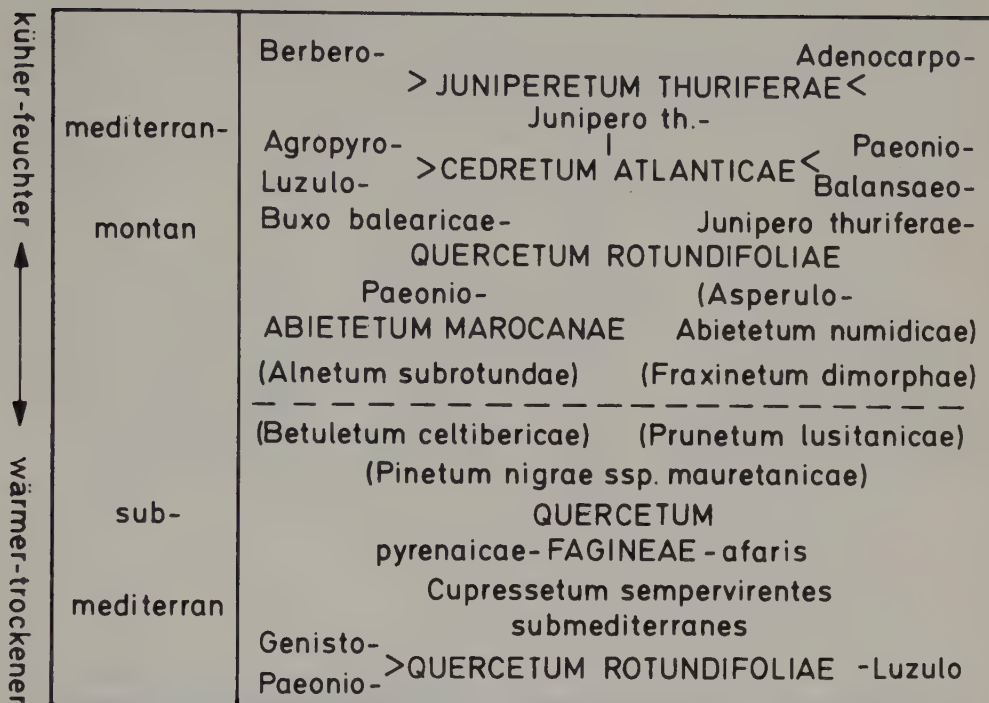 kühler-feuchter
wärmer-trockener
mediterran-
montan
sub-
mediterran
Berbero- Adenocarpo-
> JUNIPERETUM THURIFERAE <
Junipero th.-
Agropyro- Paeonio-
> CEDRETUM ATLANTICAE <
Luzulo- Balansaeo-
Buxo balearicae- Junipero thuriferae-
QUERCETUM ROTUNDIFOLIAE
Paeonio- (Asperulo-
ABIETETUM MAROCANAE Abietetum numidicae)
(Alnetum subrotundae) (Fraxinetum dimorphae)
(Betuletum celtibericae) (Prunetum lusitanicae)
(Pinetum nigrae ssp. mauretanicae)
QUERCETUM
pyrenaicae-FAGINEAE-afaris
Cupressetum sempervirentes
submediterranes
Genisto-
Paeonio- >QUERCETUM ROTUNDIFOLIAE -Luzulo